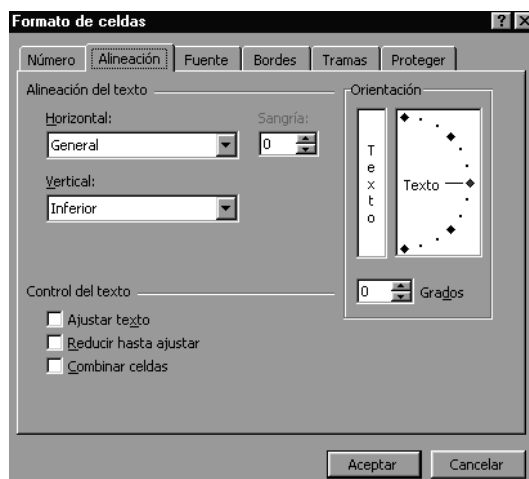 Formato de celdas
Número Alineación Fuente Bordes Tramas Proteger
Alineación del texto
Horizontal:
General
Sangría:
0
Vertical:
Inferior
Orientación
Texto
Texto
0 Grados
Control del texto
Ajustar texto
Reducir hasta ajustar
Combinar celdas
Aceptar Cancelar